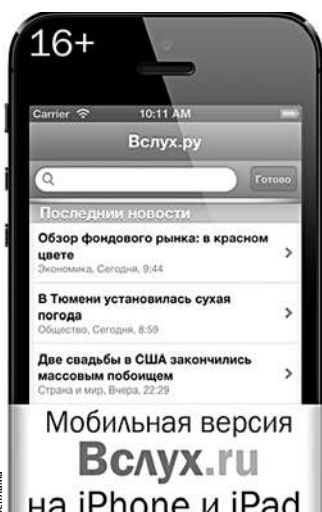 16+
Carrier 10:11 AM
Вслух.ру
Готово
Последнии новости
Обзор фондового рынка: в красном
цвете
Экономика, Сегодня, 9:44
В Тюмени установилась сухая
погода
Общество, Сегодня, 8:59
Две свадьбы в США закончились
массовым побоищем
Страна и мир, Вчера, 22:29
Мобильная версия
Вслух.ru
на iPhone и iPad